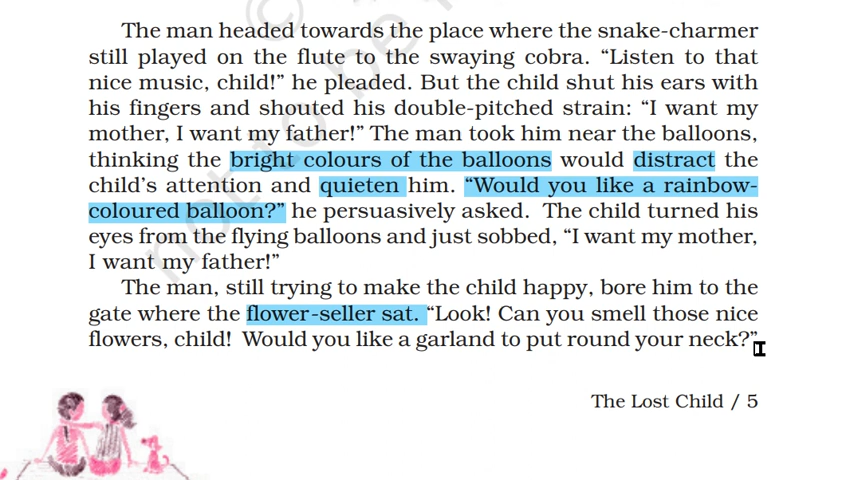 The man headed towards the place where the snake-charmer
still played on the flute to the swaying cobra. “Listen to that
nice music, child!” he pleaded. But the child shut his ears with
his fingers and shouted his double-pitched strain: “I want my
mother, I want my father!” The man took him near the balloons,
thinking the bright colours of the balloons would distract the
child’s attention and quieten him. “Would you like a rainbow-
coloured balloon?” he persuasively asked. The child turned his
eyes from the flying balloons and just sobbed, “I want my mother,
I want my father!”
The man, still trying to make the child happy, bore him to the
gate where the flower-seller sat. “Look! Can you smell those nice
flowers, child! Would you like a garland to put round your neck?”
The Lost Child / 5
not to be